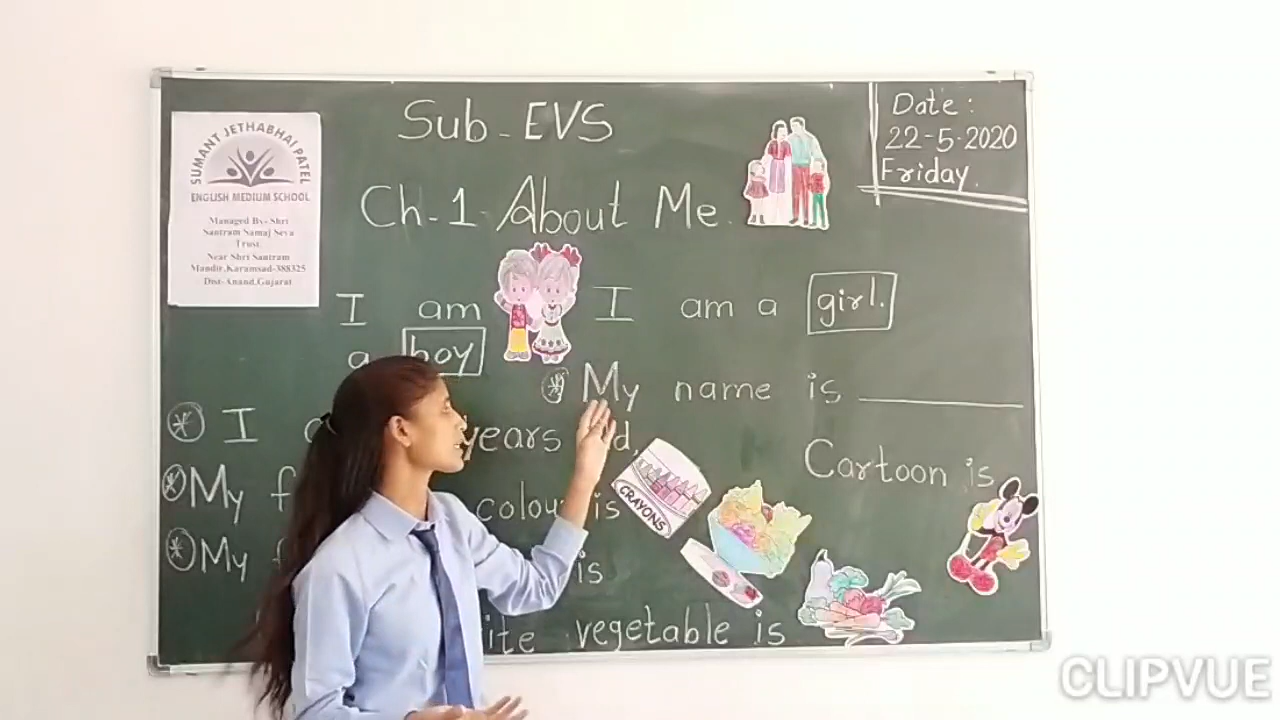 SUMANT JETHABHAI PATEL
ENGLISH MEDIUM SCHOOL
Managed By:- Shri
Santram Samaj Seva
Trust
Near Shri Santram
Mandir, Karamsad-388325
Dist-Anand, Gujarat
Sub - EVS
Date :
22-5-2020
Friday.
Ch-1- About Me.
I am
a boy
I am a girl.
My name is
I years
My colour is
CRAYONS
Cartoon is
My is
vegetable is
CLIPVUE